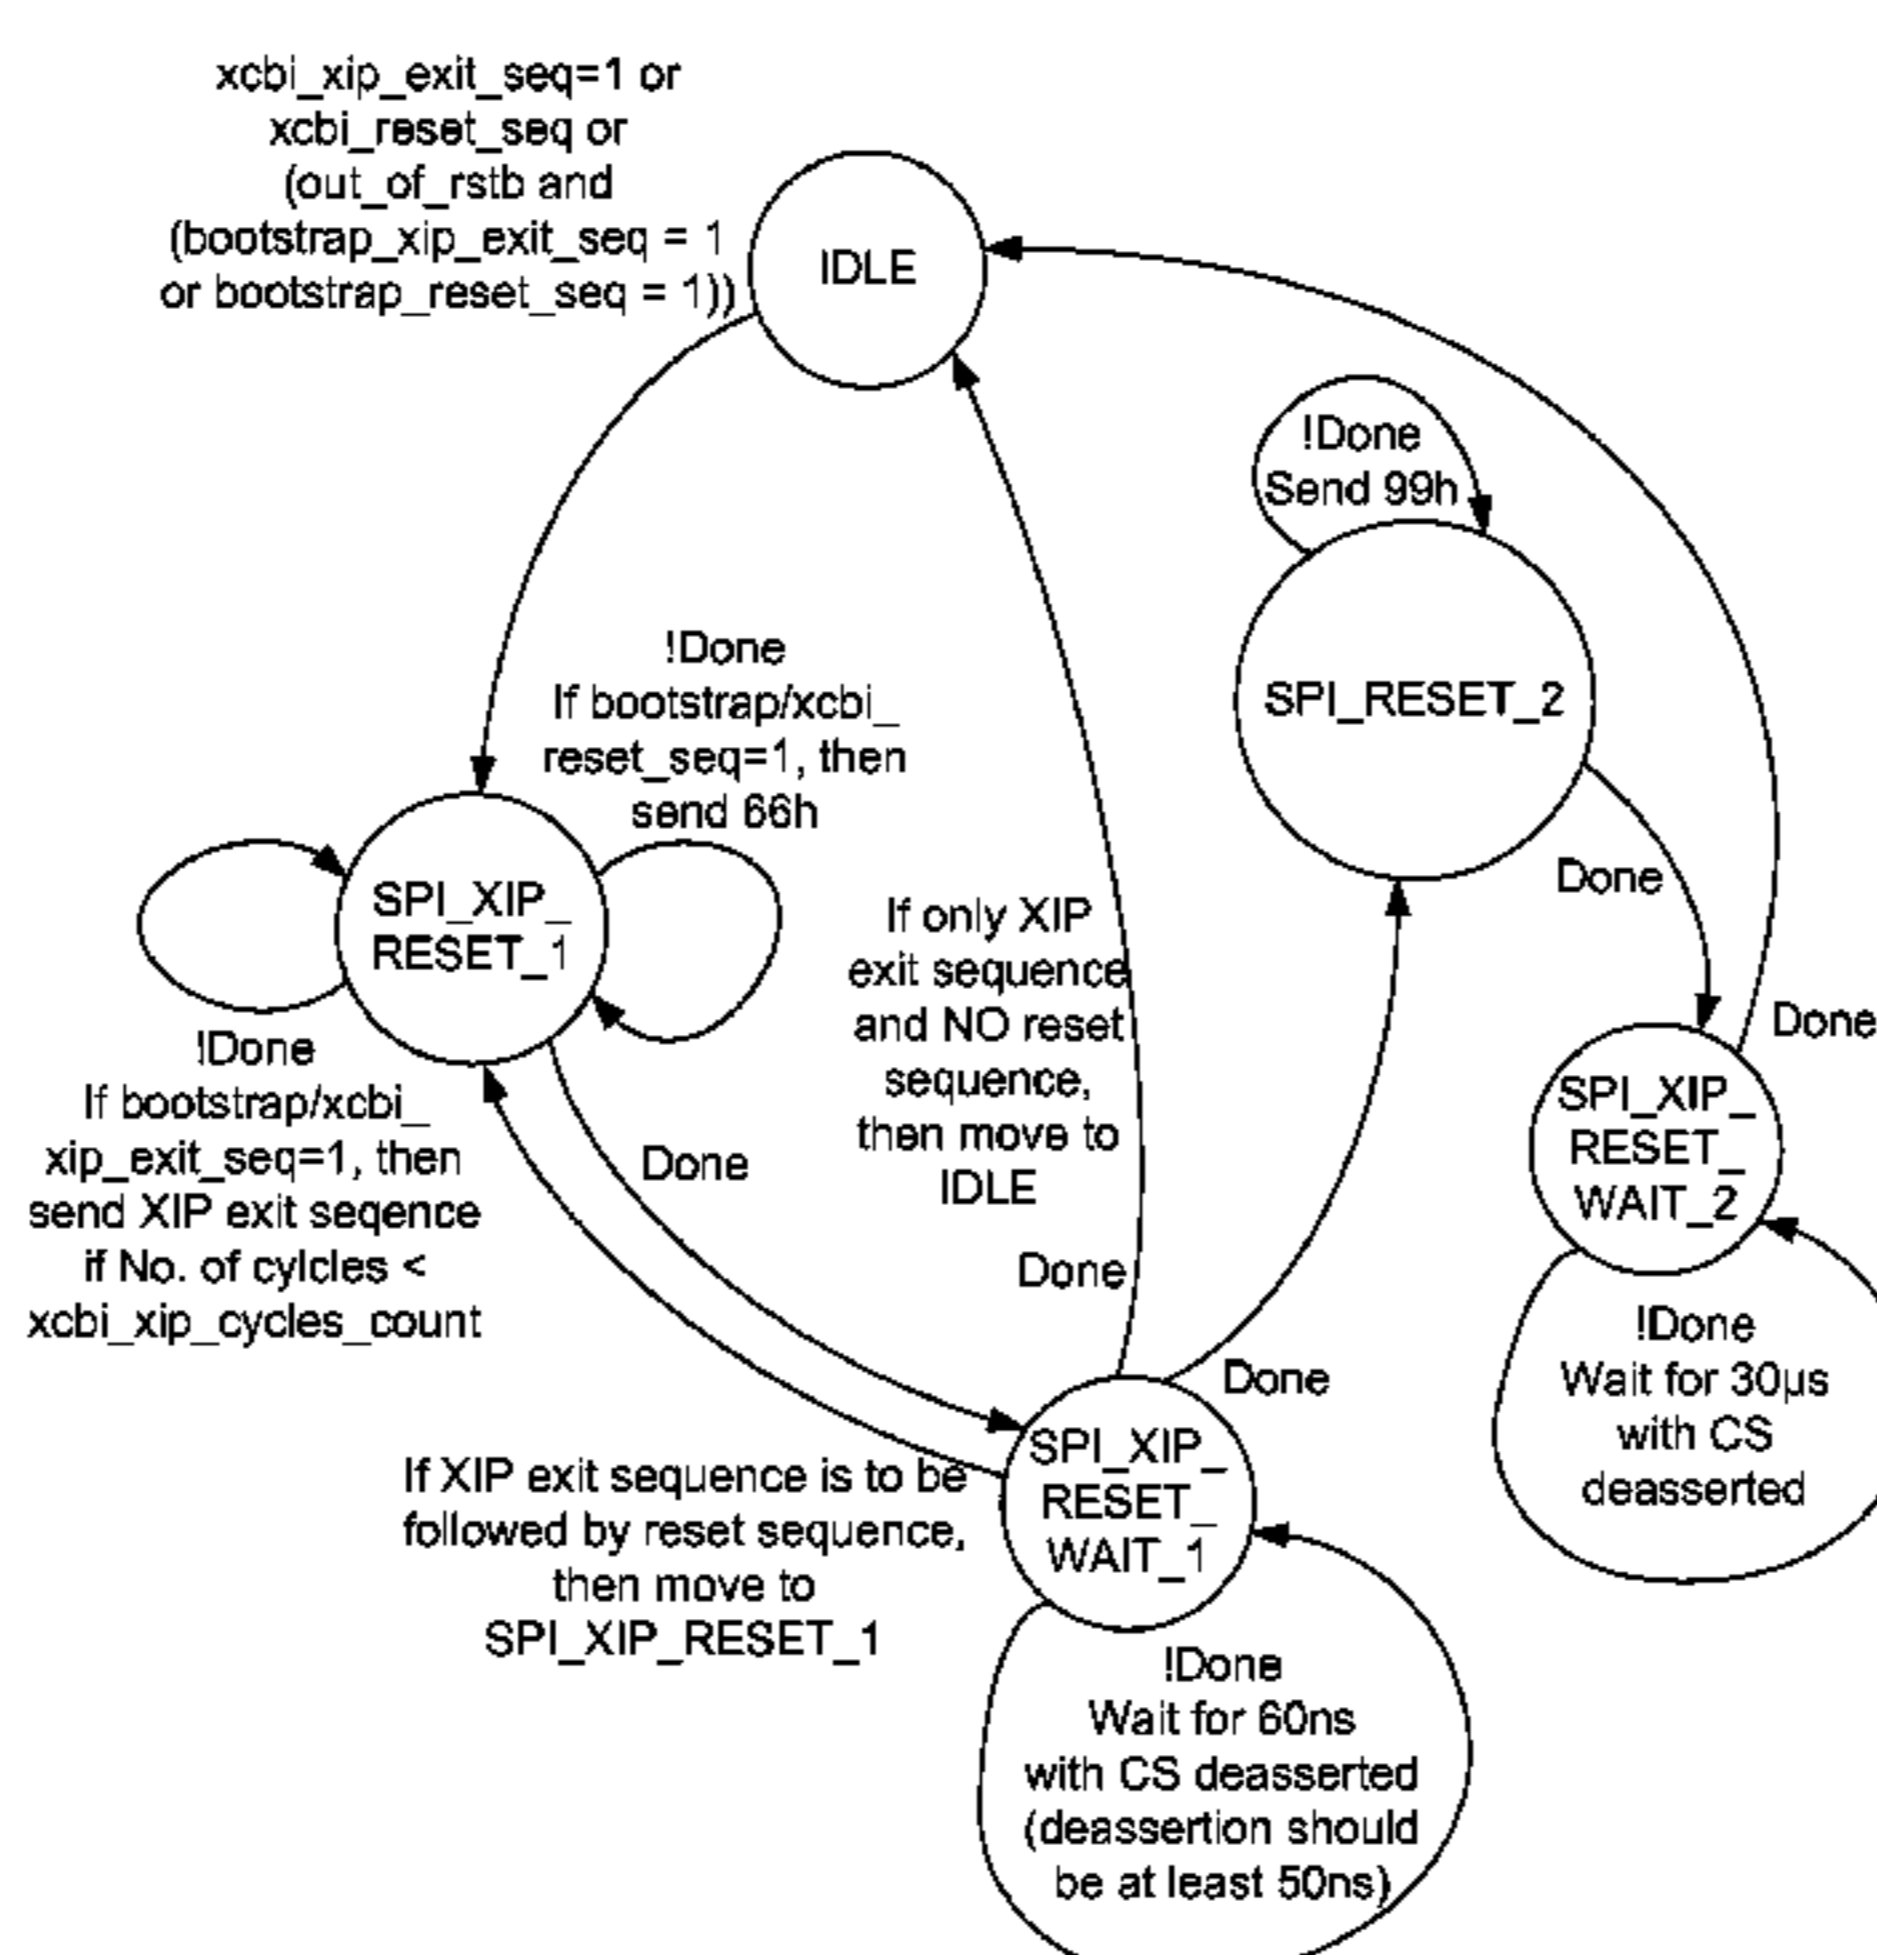 xcbi_xip_exit_seq=1 or
xcbi_reset_seq or
(out_of_rstb and
(bootstrap_xip_exit_seq = 1
or bootstrap_reset_seq = 1))
IDLE
!Done
Send 99h
SPI_RESET_2
Done
!Done
If bootstrap/xcbi_
reset_seq=1, then
send 66h
SPI_XIP_
RESET_1
!Done
If bootstrap/xcbi_
xip_exit_seq=1, then
send XIP exit seqence
if No. of cylcles <
xcbi_xip_cycles_count
Done
If only XIP
exit sequence
and NO reset
sequence,
then move to
IDLE
Done
Done
Done
SPI_XIP_
RESET_
WAIT_2
!Done
Wait for 30µs
with CS
deasserted
If XIP exit sequence is to be
followed by reset sequence,
then move to
SPI_XIP_RESET_1
SPI_XIP_
RESET_
WAIT_1
!Done
Wait for 60ns
with CS deasserted
(deassertion should
be at least 50ns)